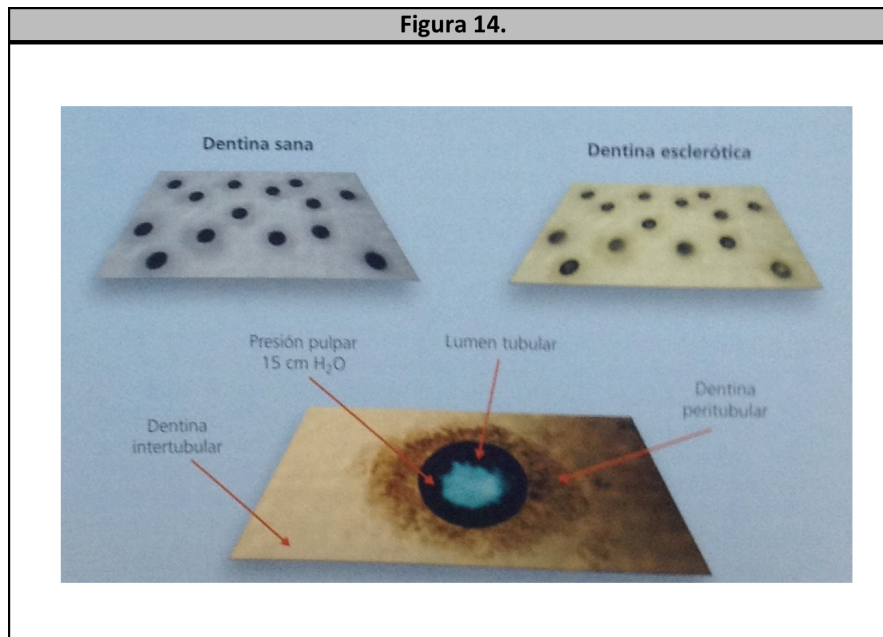 Figura 14.
Dentina sana
Dentina esclerótica
Presión pulpar
15 cm H₂O
Lumen tubular
Dentina
peritubular
Dentina
intertubular